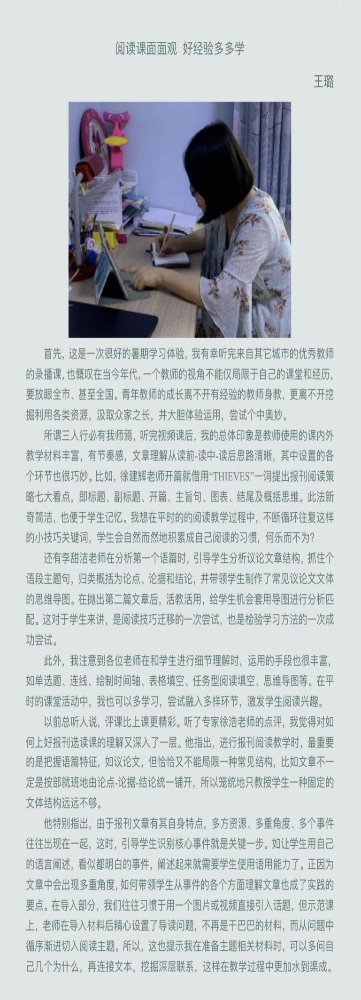 阅读课面面观 好经验多多学
王璐
首先，这是一次很好的暑期学习体验，我有幸听完来自其它城市的优秀教师
的录播课,也慨叹在当今年代,一个教师的视角不能仅局限于自己的课堂和经历，
要放眼全市、甚至全国。青年教师的成长离不开有经验的教师身教，更离不开挖
掘利用各类资源，汲取众家之长，并大胆体验运用，尝试个中奥妙。
所谓三人行必有我师焉，听完视频课后，我的总体印象是教师使用的课内外
教学材料丰富，有节奏感，文章理解从读前-读中-读后思路清晰，其中设置的各
个环节也很巧妙。比如，徐建辉老师开篇就借用“THIEVES”一词提出报刊阅读策
略七大看点，即标题、副标题、开篇、主旨句、图表、结尾及概括思维。此法新
奇简洁，也便于学生记忆。我想在平时的的阅读教学过程中，不断循环往复这样
的小技巧关键词，学生会自然而然地积累成自己阅读的习惯，何乐而不为?
还有李甜洁老师在分析第一个语篇时，引导学生分析议论文章结构，抓住个
语段主题句，归类概括为论点、论据和结论，并带领学生制作了常见议论文文体
的思维导图。在抛出第二篇文章后，活教活用，给学生机会套用导图进行分析匹
配。这对于学生来讲，是阅读技巧迁移的一次尝试，也是检验学习方法的一次成
功尝试。
此外，我注意到各位老师在和学生进行细节理解时，运用的手段也很丰富，
如单选题、连线、绘制时间轴、表格填空、任务型阅读填空、思维导图等。在平
时的课堂活动中，我也可以多学习，尝试融入多样环节，激发学生阅读兴趣。
以前总听人说，评课比上课更精彩。听了专家徐浩老师的点评，我觉得对如
何上好报刊选读课的理解又深入了一层。他指出，进行报刊阅读教学时，最重要
的是把握语篇特征，如议论文，但恰恰又不能局限一种常见结构，比如文章不一
定是按部就班地由论点-论据-结论统一铺开，所以笼统地只教授学生一种固定的
文体结构远远不够。
他特别指出，由于报刊文章有其自身特点，多方资源、多重角度、多个事件
往往出现在一起，这时，引导学生识别核心事件就是关键一步。如让学生用自己
的语言阐述，看似都明白的事件，阐述起来就需要学生使用语用能力了。正因为
文章中会出现多重角度,如何带领学生从事件的各个方面理解文章也成了实践的
要点。在导入部分，我们往往习惯于用一个图片或视频直接引入话题，但示范课
上，老师在导入材料后精心设置了导读问题，不再是干巴巴的材料，而从问题中
循序渐进切入阅读主题。所以，这也提示我在准备主题相关材料时，可以多问自
己几个为什么，再连接文本，挖掘深层联系，这样在教学过程中更加水到渠成。